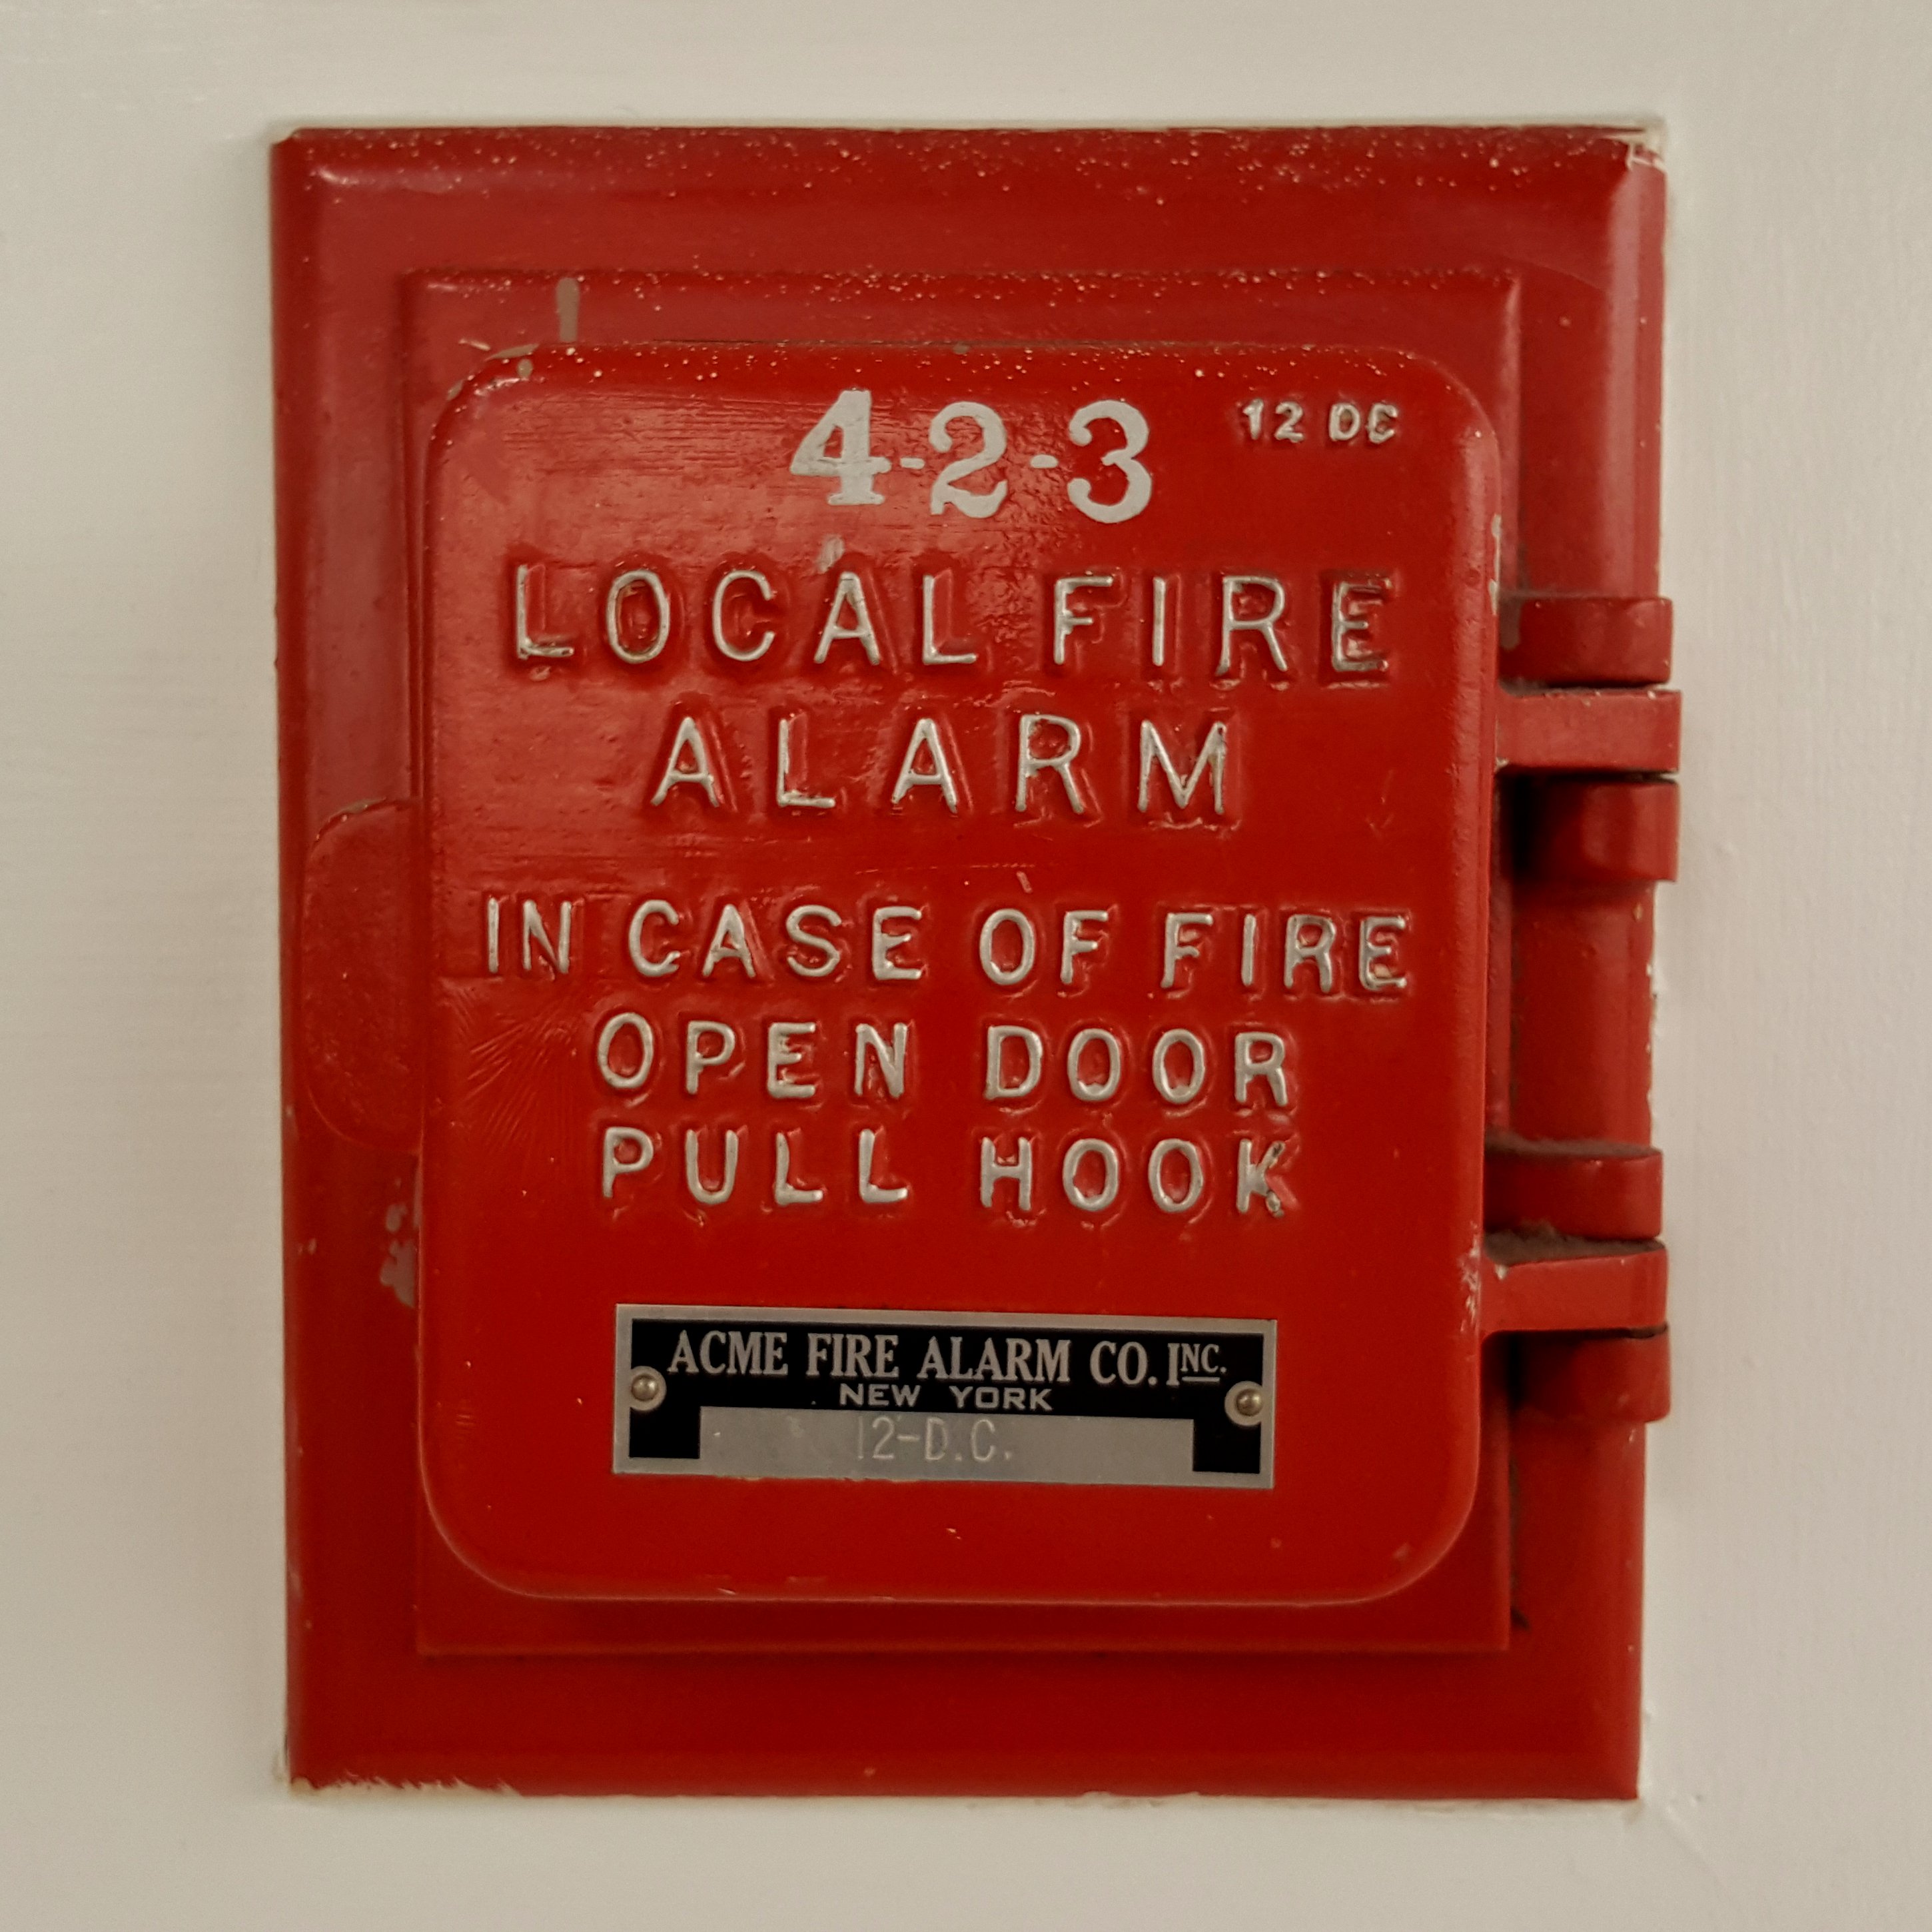 4-2-3
12 DC
LOCAL FIRE
ALARM
IN CASE OF FIRE
OPEN DOOR
PULL HOOK
ACME FIRE ALARM CO. INC.
NEW YORK
12-D.C.